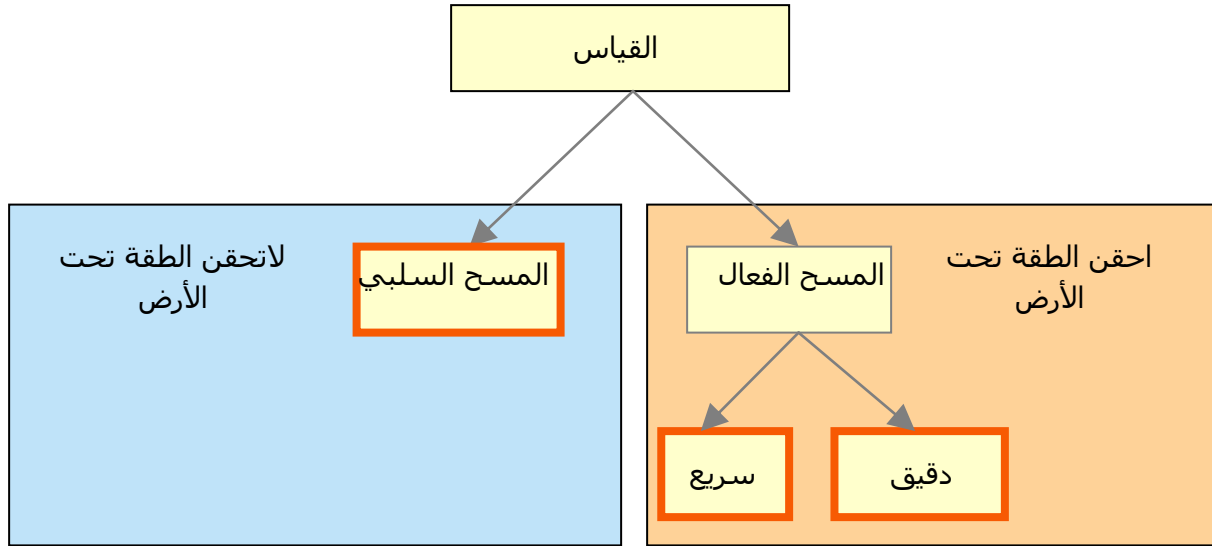 القياس
احقن الطقة تحت
الأرض
المسح الفعال
المسح السلبي
لاتحقن الطقة تحت
الأرض
دقيق
سريع